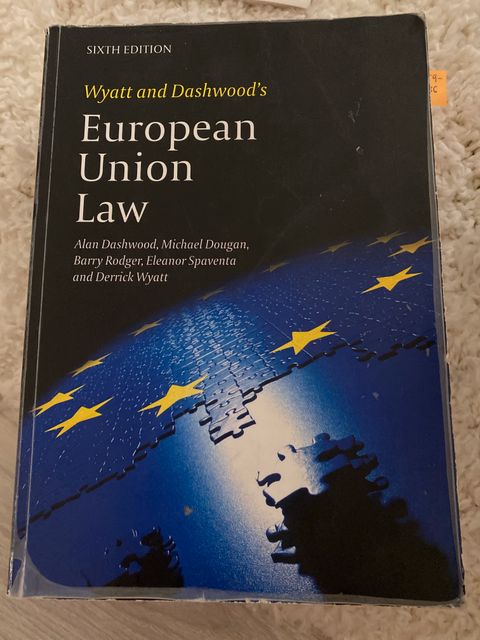 SIXTH EDITION
Wyatt and Dashwood's
European
Union
Law
Alan Dashwood, Michael Dougan,
Barry Rodger, Eleanor Spaventa
and Derrick Wyatt